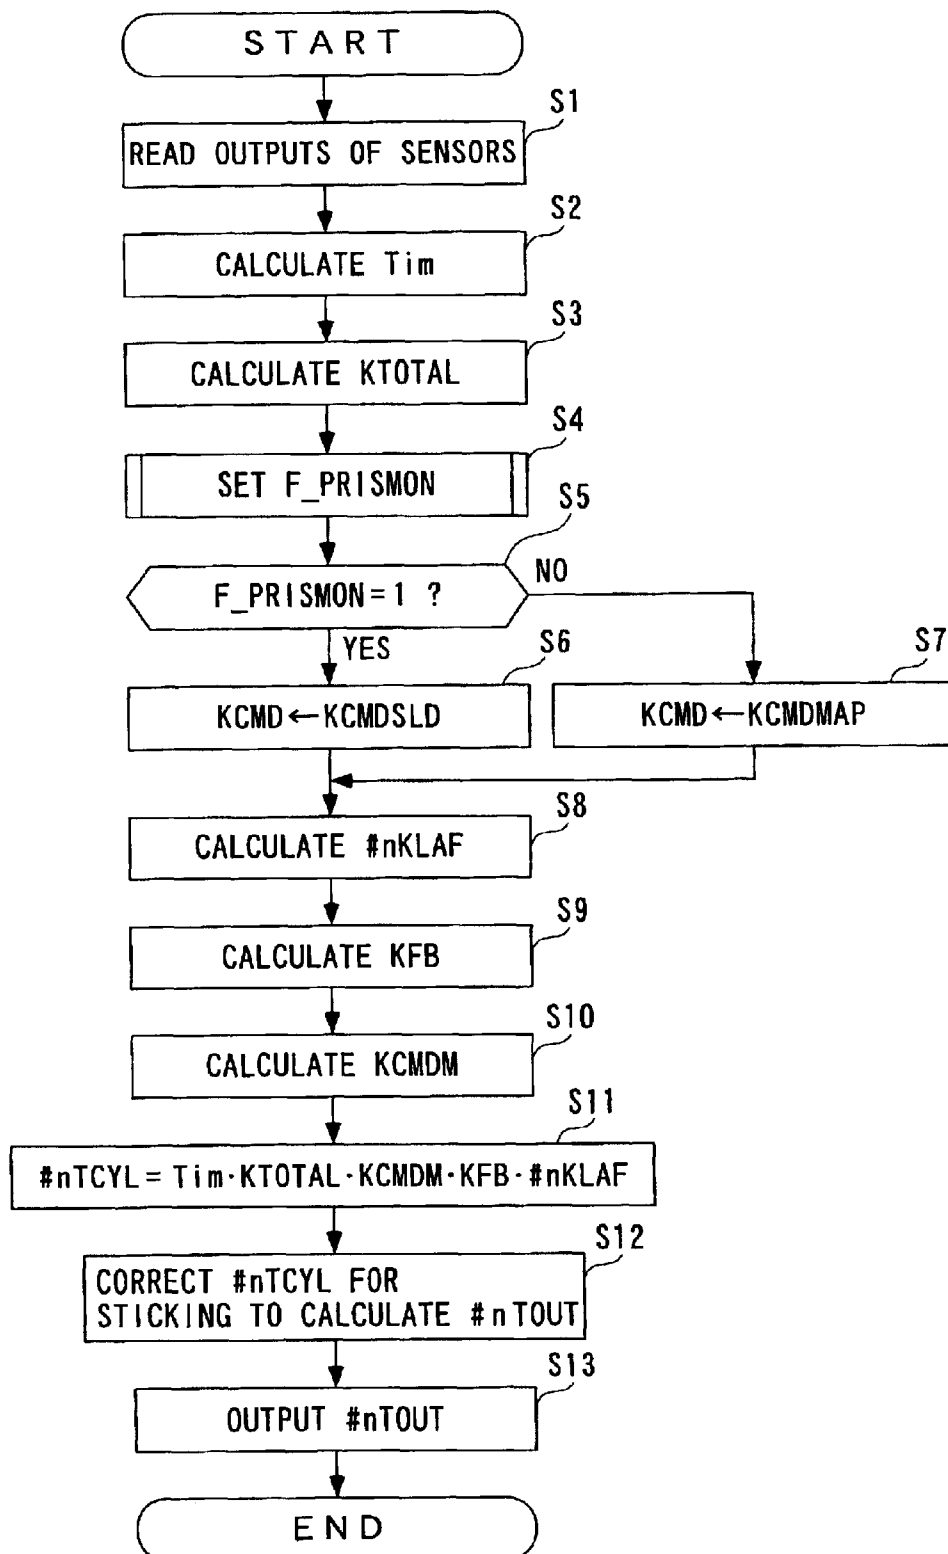 START
S1
READ OUTPUTS OF SENSORS
S2
CALCULATE Tim
S3
CALCULATE KTOTAL
S4
SET F_PRISMON
S5
F_PRISMON=1 ?
NO
YES
S6
KCMD←KCMDSLD
S7
KCMD←KCMDMAP
S8
CALCULATE #nKLAF
S9
CALCULATE KFB
S10
CALCULATE KCMDM
S11
#nTCYL=Tim·KTOTAL·KCMDM·KFB·#nKLAF
S12
CORRECT #nTCYL FOR
STICKING TO CALCULATE #nTOUT
S13
OUTPUT #nTOUT
END